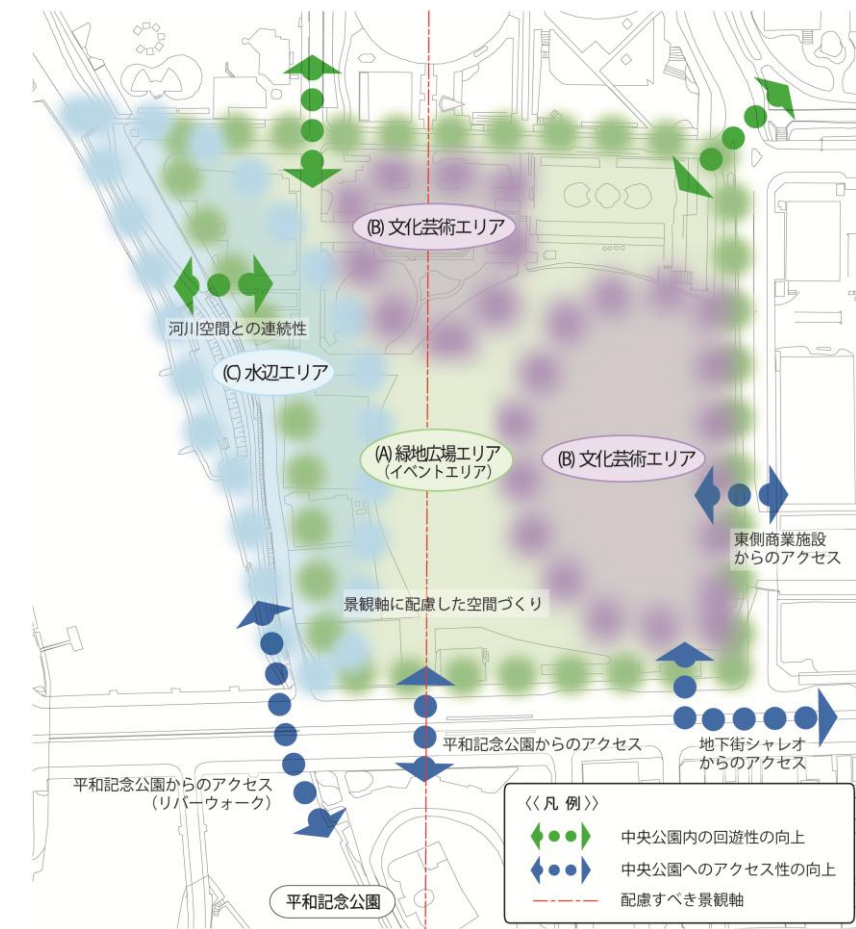 (B) 文化芸術エリア
河川空間との連続性
(C) 水辺エリア
(A) 緑地広場エリア
(イベントエリア)
(B) 文化芸術エリア
東側商業施設
からのアクセス
景観軸に配慮した空間づくり
平和記念公園からのアクセス
地下街シャレオ
からのアクセス
平和記念公園からのアクセス
(リバーウォーク)
平和記念公園
《凡 例》
中央公園内の回遊性の向上
中央公園へのアクセス性の向上
配慮すべき景観軸